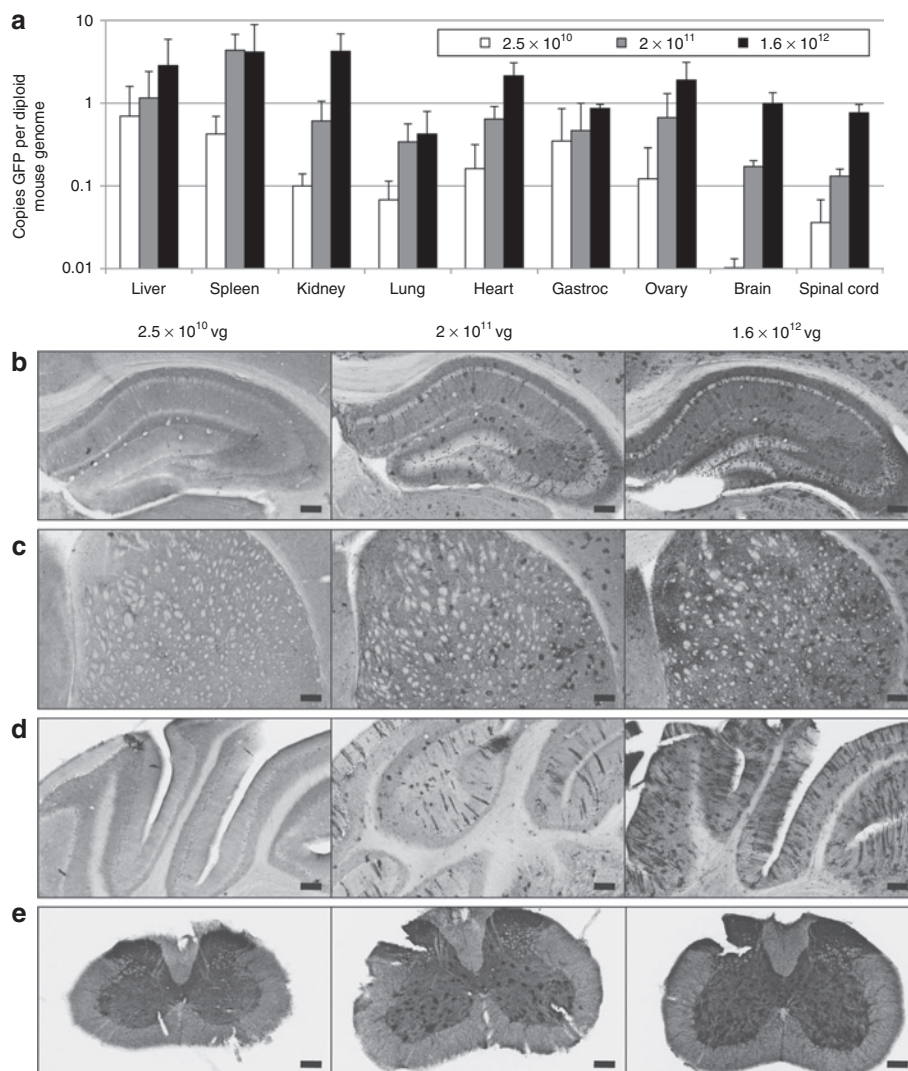 a
Copies GFP per diploid
mouse genome
10
1
0.1
0.01
2.5 × 10¹⁰
2 × 10¹¹
1.6 × 10¹²
Liver
Spleen
Kidney
Lung
Heart
Gastroc
Ovary
Brain
Spinal cord
2.5 × 10¹⁰ vg
2 × 10¹¹ vg
1.6 × 10¹² vg
b
c
d
e